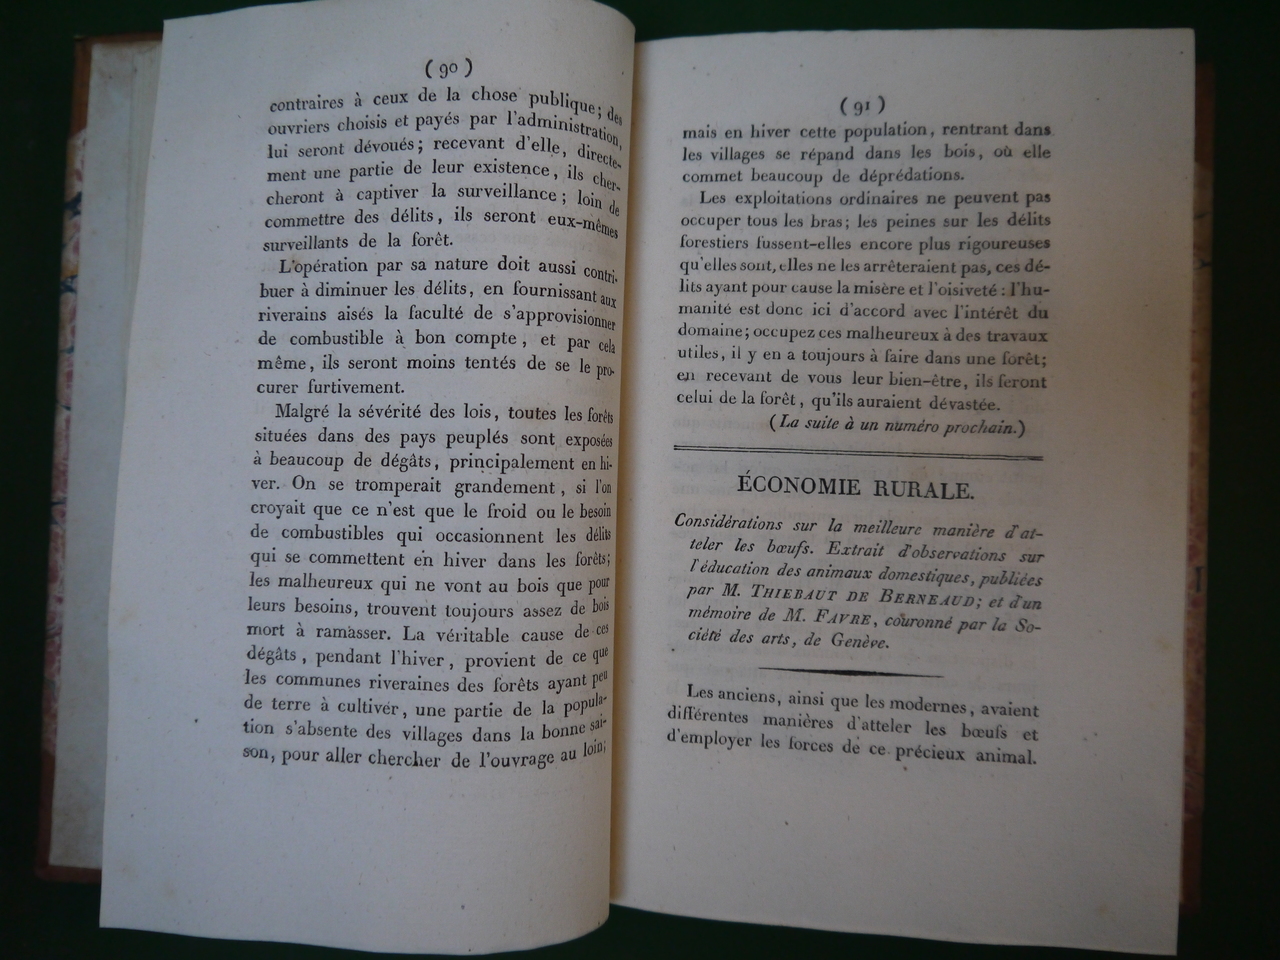 ( 90 )
contraires à ceux de la chose publique ; des
ouvriers choisis et payés par l'administration,
lui seront dévoués ; recevant d'elle, directe-
ment une partie de leur existence, ils cher-
cheront à captiver la surveillance ; loin de
commettre des délits, ils seront eux-mêmes
surveillants de la forêt.
L'opération par sa nature doit aussi contri-
buer à diminuer les délits, en fournissant aux
riverains aisés la faculté de s'approvisionner
de combustible à bon compte, et par cela
même, ils seront moins tentés de se le pro-
curer furtivement.
Malgré la sévérité des lois, toutes les forêts
situées dans des pays peuplés sont exposées
à beaucoup de dégâts, principalement en hi-
ver. On se tromperait grandement, si l'on
croyait que ce n'est que le froid ou le besoin
de combustibles qui occasionnent les délits
qui se commettent en hiver dans les forêts ;
les malheureux qui ne vont au bois que pour
leurs besoins, trouvent toujours assez de bois
mort à ramasser. La véritable cause de ces
dégâts, pendant l'hiver, provient de ce que
les communes riveraines des forêts ayant peu
de terre à cultiver, une partie de la popula-
tion s'absente des villages dans la bonne sai-
son, pour aller chercher de l'ouvrage au loin;
( 91 )
mais en hiver cette population, rentrant dans
les villages se répand dans les bois, où elle
commet beaucoup de déprédations.
Les exploitations ordinaires ne peuvent pas
occuper tous les bras ; les peines sur les délits
forestiers fussent-elles encore plus rigoureuses
qu'elles sont, elles ne les arrêteraient pas, ces dé-
lits ayant pour cause la misère et l'oisiveté : l'hu-
manité est donc ici d'accord avec l'intérêt du
domaine ; occupez ces malheureux à des travaux
utiles, il y en a toujours à faire dans une forêt ;
en recevant de vous leur bien-être, ils feront
celui de la forêt, qu'ils auraient dévastée.
(La suite à un numéro prochain.)
ÉCONOMIE RURALE.
Considérations sur la meilleure manière d'at-
teler les bœufs. Extrait d'observations sur
l'éducation des animaux domestiques, publiées
par M. THIEBAUT DE BERNEAUD ; et d'un
mémoire de M. FAVRE, couronné par la So-
ciété des arts, de Genève.
Les anciens, ainsi que les modernes, avaient
différentes manières d'atteler les bœufs et
d'employer les forces de ce précieux animal.